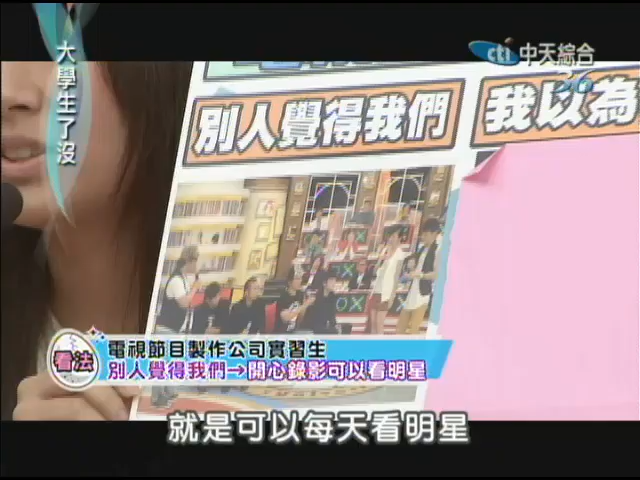 大學生了沒
cti 中天綜合
36
別人覺得我們
我以為
看法
電視節目製作公司實習生
別人覺得我們→開心錄影可以看明星
就是可以每天看明星